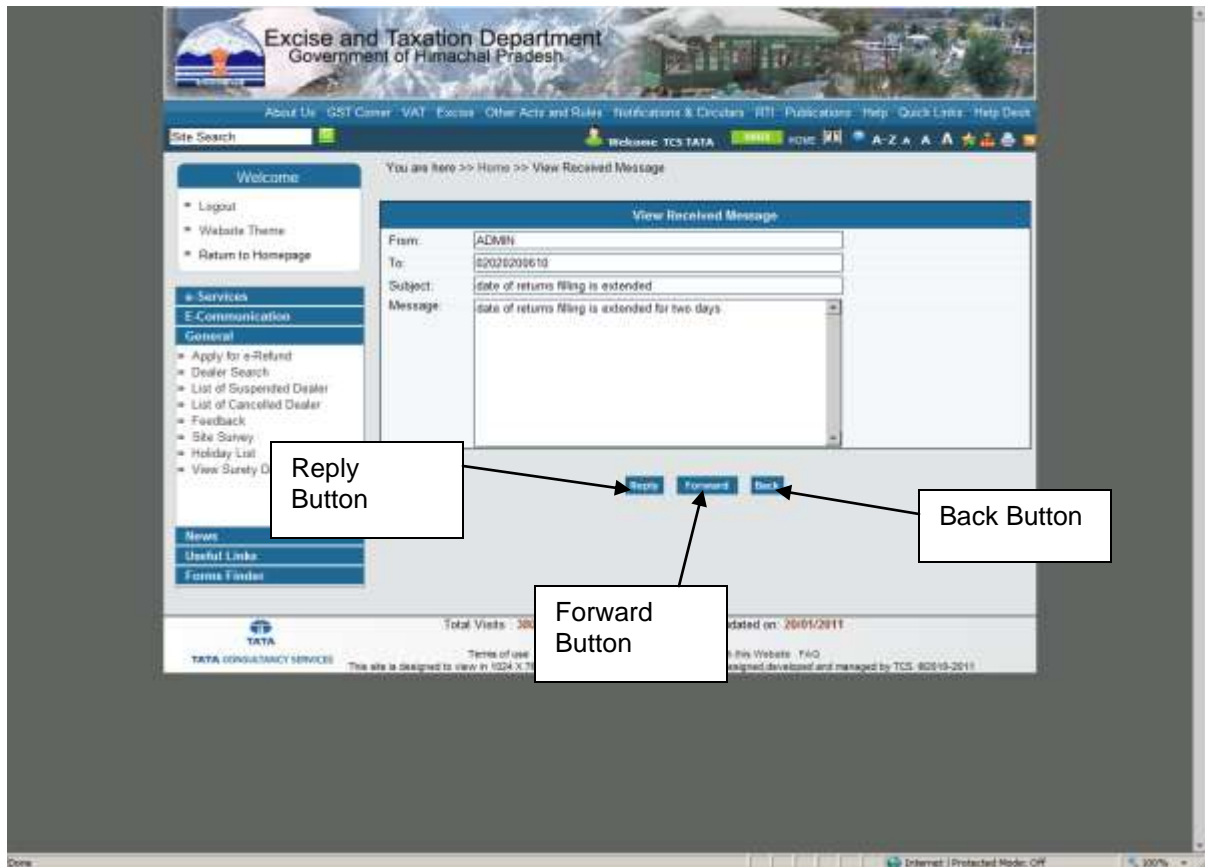 Excise and Taxation Department
Government of Himachal Pradesh
About Us GST Corner VAT Excise Other Acts and Rules Notifications & Circulars RTI Publications Help Quick Links Help Desk
Site Search
Welcome TCS TATA HOME A-Z A A A
Welcome
Logout
Website Theme
Return to Homepage
e-Services
E-Communication
General
Apply for e-Refund
Dealer Search
List of Suspended Dealer
List of Cancelled Dealer
Feedback
Site Survey
Holiday List
View Surety
News
Useful Links
Forms Finder
You are here >> Home >> View Received Message
View Received Message
From: ADMIN
To: 02020200610
Subject: date of returns filling is extended
Message: date of returns filling is extended for two days
Reply Forward Back
Reply
Button
Back Button
Forward
Button
Total Visits
dated on: 20/01/2011
TATA
TATA CONSULTANCY SERVICES
Terms of use
this Website FAQ
This site is designed to view in 1024 X
designed,developed and managed by TCS. ©2010-2011
Done
Internet | Protected Mode: Off
100%